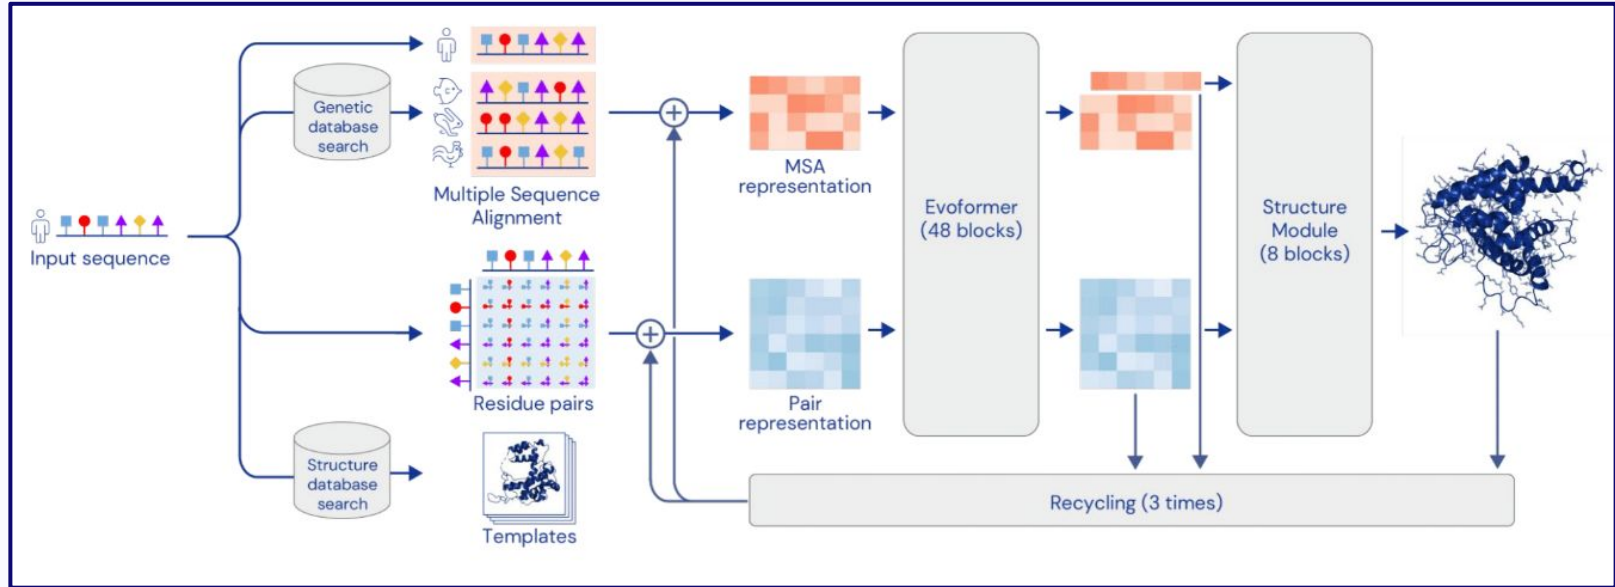 Input sequence
Genetic
database
search
Structure
database
search
Multiple Sequence
Alignment
Residue pairs
Templates
MSA
representation
Pair
representation
Evoformer
(48 blocks)
Structure
Module
(8 blocks)
Recycling (3 times)